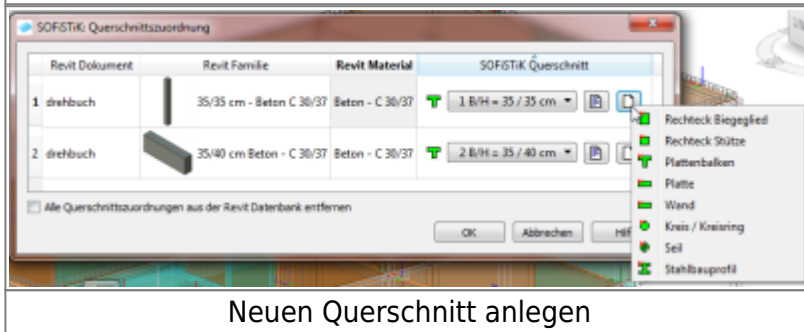 SOFiSTiK: Querschnittszuordnung
Revit Dokument Revit Familie Revit Material SOFiSTiK Querschnitt
1 drehbuch 35/35 cm - Beton C 30/37 Beton - C 30/37 1 B/H = 35 / 35 cm
2 drehbuch 35/40 cm Beton - C 30/37 Beton - C 30/37 2 B/H = 35 / 40 cm
Rechteck Biegeglied
Rechteck Stütze
Plattenbalken
Platte
Wand
Kreis / Kreisring
Seil
Stahlbauprofil
Alle Querschnittszuordnungen aus der Revit Datenbank entfernen
OK Abbrechen
Neuen Querschnitt anlegen